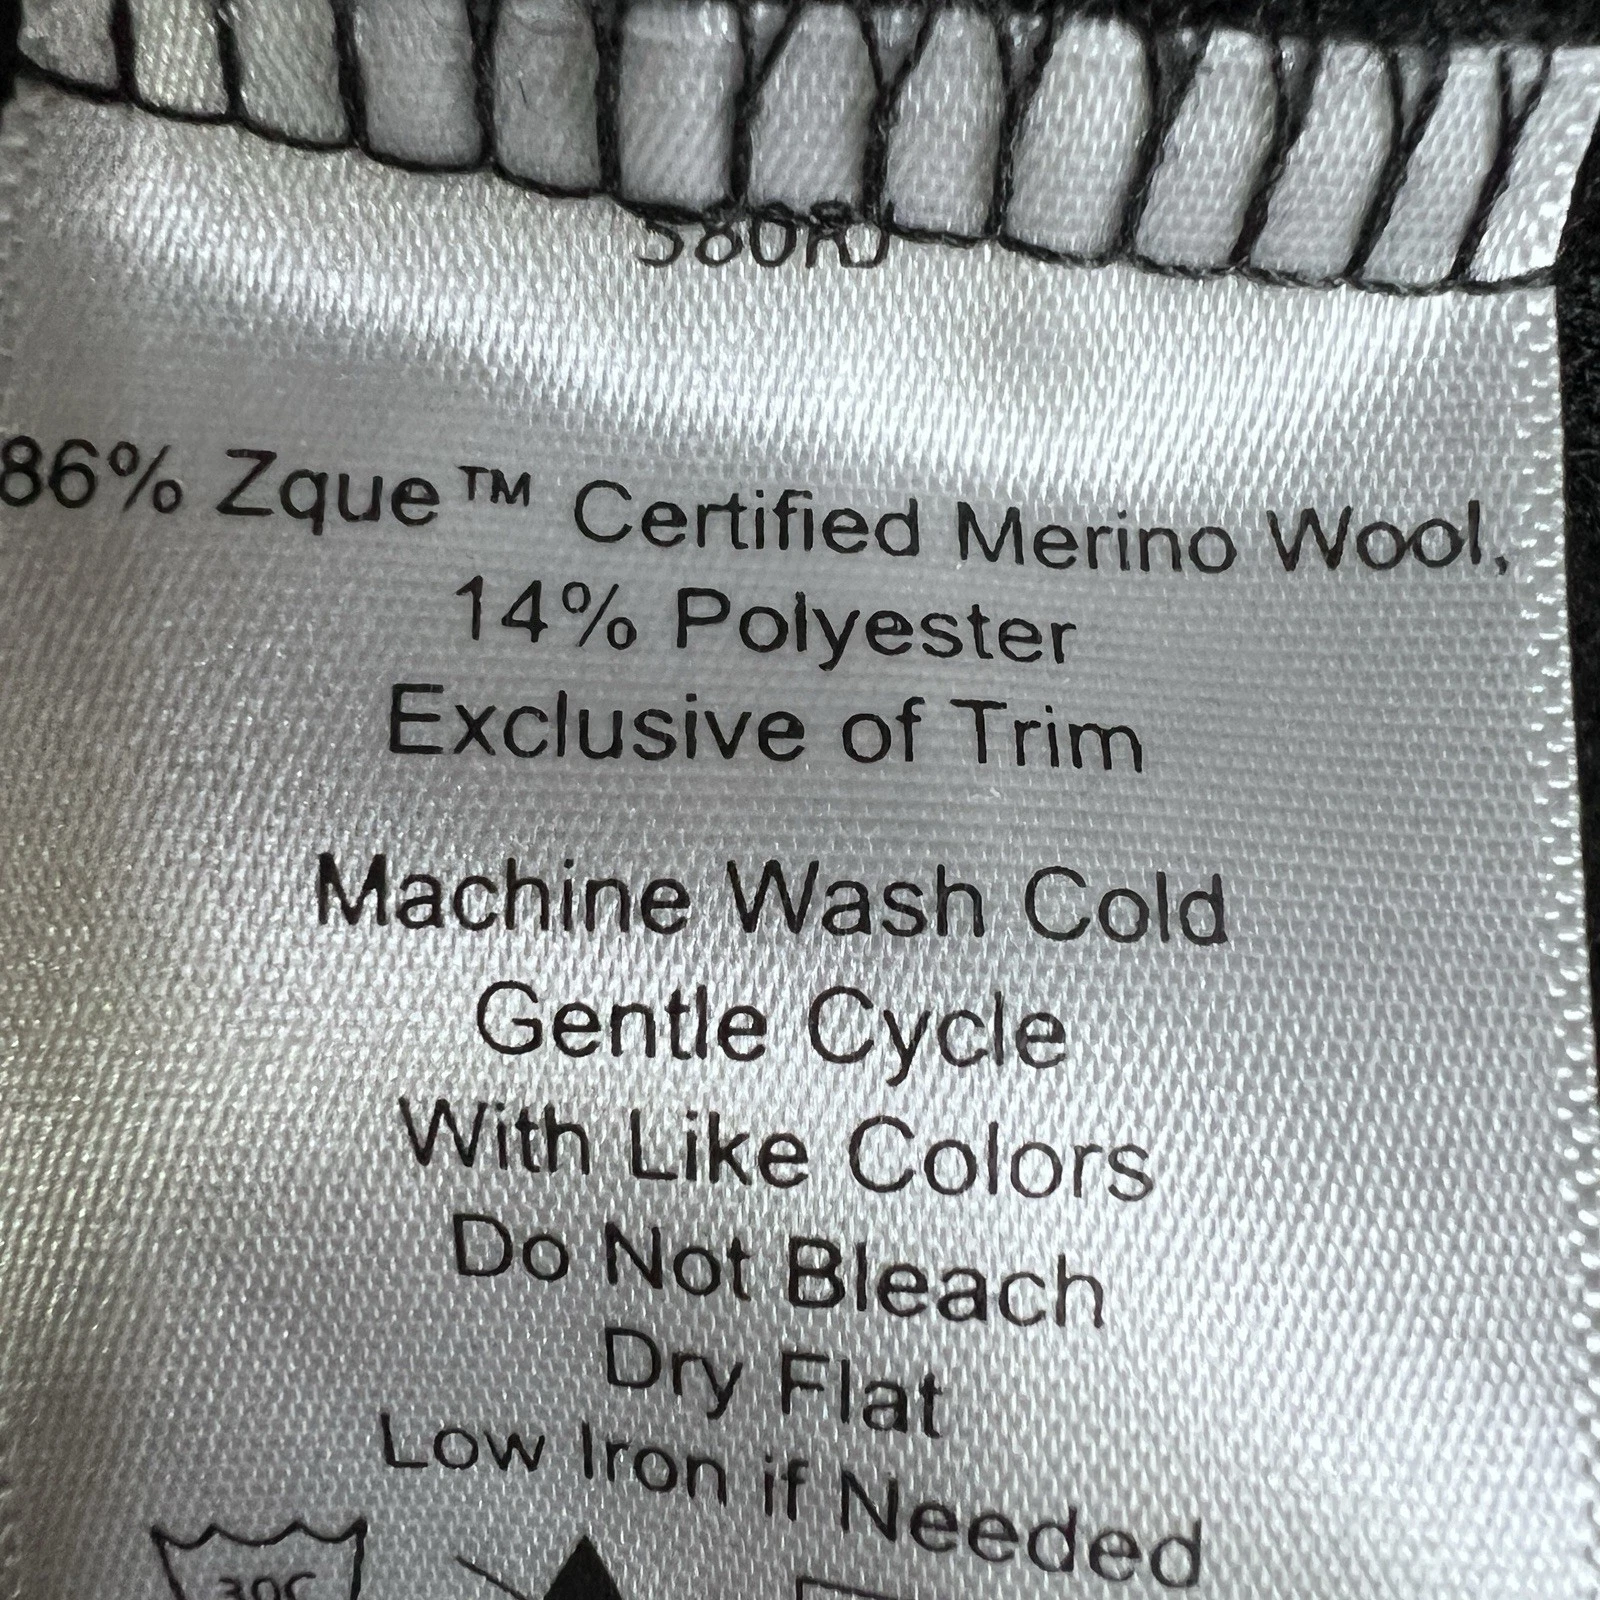 86% Zque™ Certified Merino Wool,
14% Polyester
Exclusive of Trim
Machine Wash Cold
Gentle Cycle
With Like Colors
Do Not Bleach
Dry Flat
Low Iron if Needed